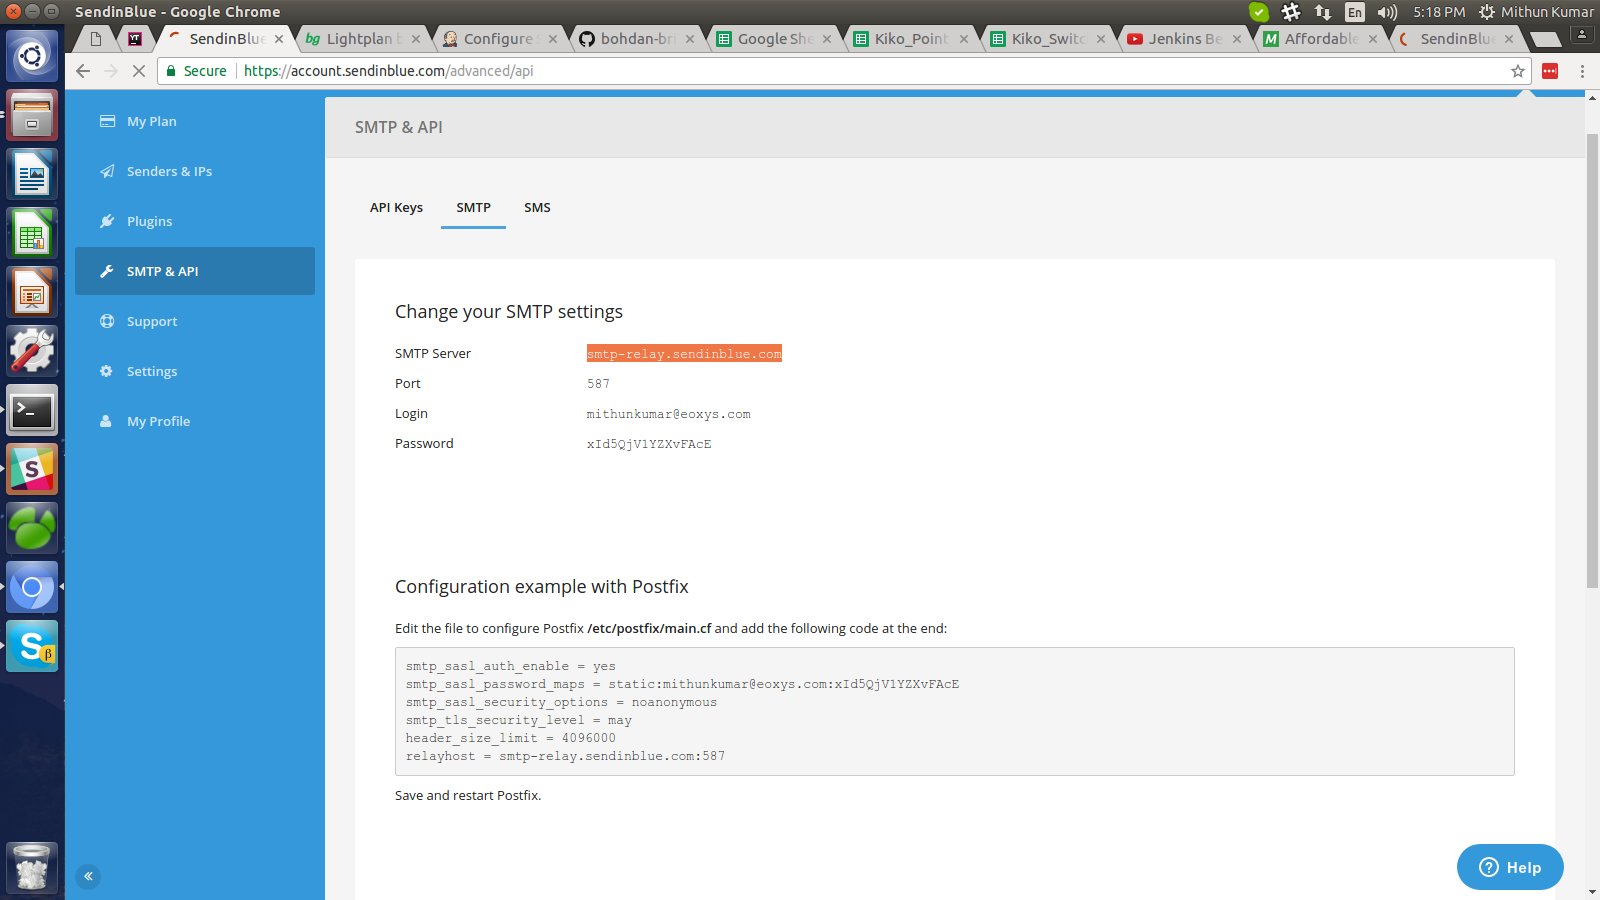 SendinBlue - Google Chrome
En
5:18 PM
Mithun Kumar
YT
SendinBlue
bg Lightplan b
Configure S
bohdan-bri
Google She
Kiko_Point
Kiko_Switc
Jenkins Be
M Affordable
SendinBlue
Secure
https://account.sendinblue.com/advanced/api
My Plan
Senders & IPs
Plugins
SMTP & API
Support
Settings
My Profile
SMTP & API
API Keys
SMTP
SMS
Change your SMTP settings
SMTP Server smtp-relay.sendinblue.com
Port 587
Login mithunkumar@eoxys.com
Password xId5QjV1YZXvFAcE
Configuration example with Postfix
Edit the file to configure Postfix /etc/postfix/main.cf and add the following code at the end:
smtp_sasl_auth_enable = yes
smtp_sasl_password_maps = static:mithunkumar@eoxys.com:xId5QjV1YZXvFAcE
smtp_sasl_security_options = noanonymous
smtp_tls_security_level = may
header_size_limit = 4096000
relayhost = smtp-relay.sendinblue.com:587
Save and restart Postfix.
Help